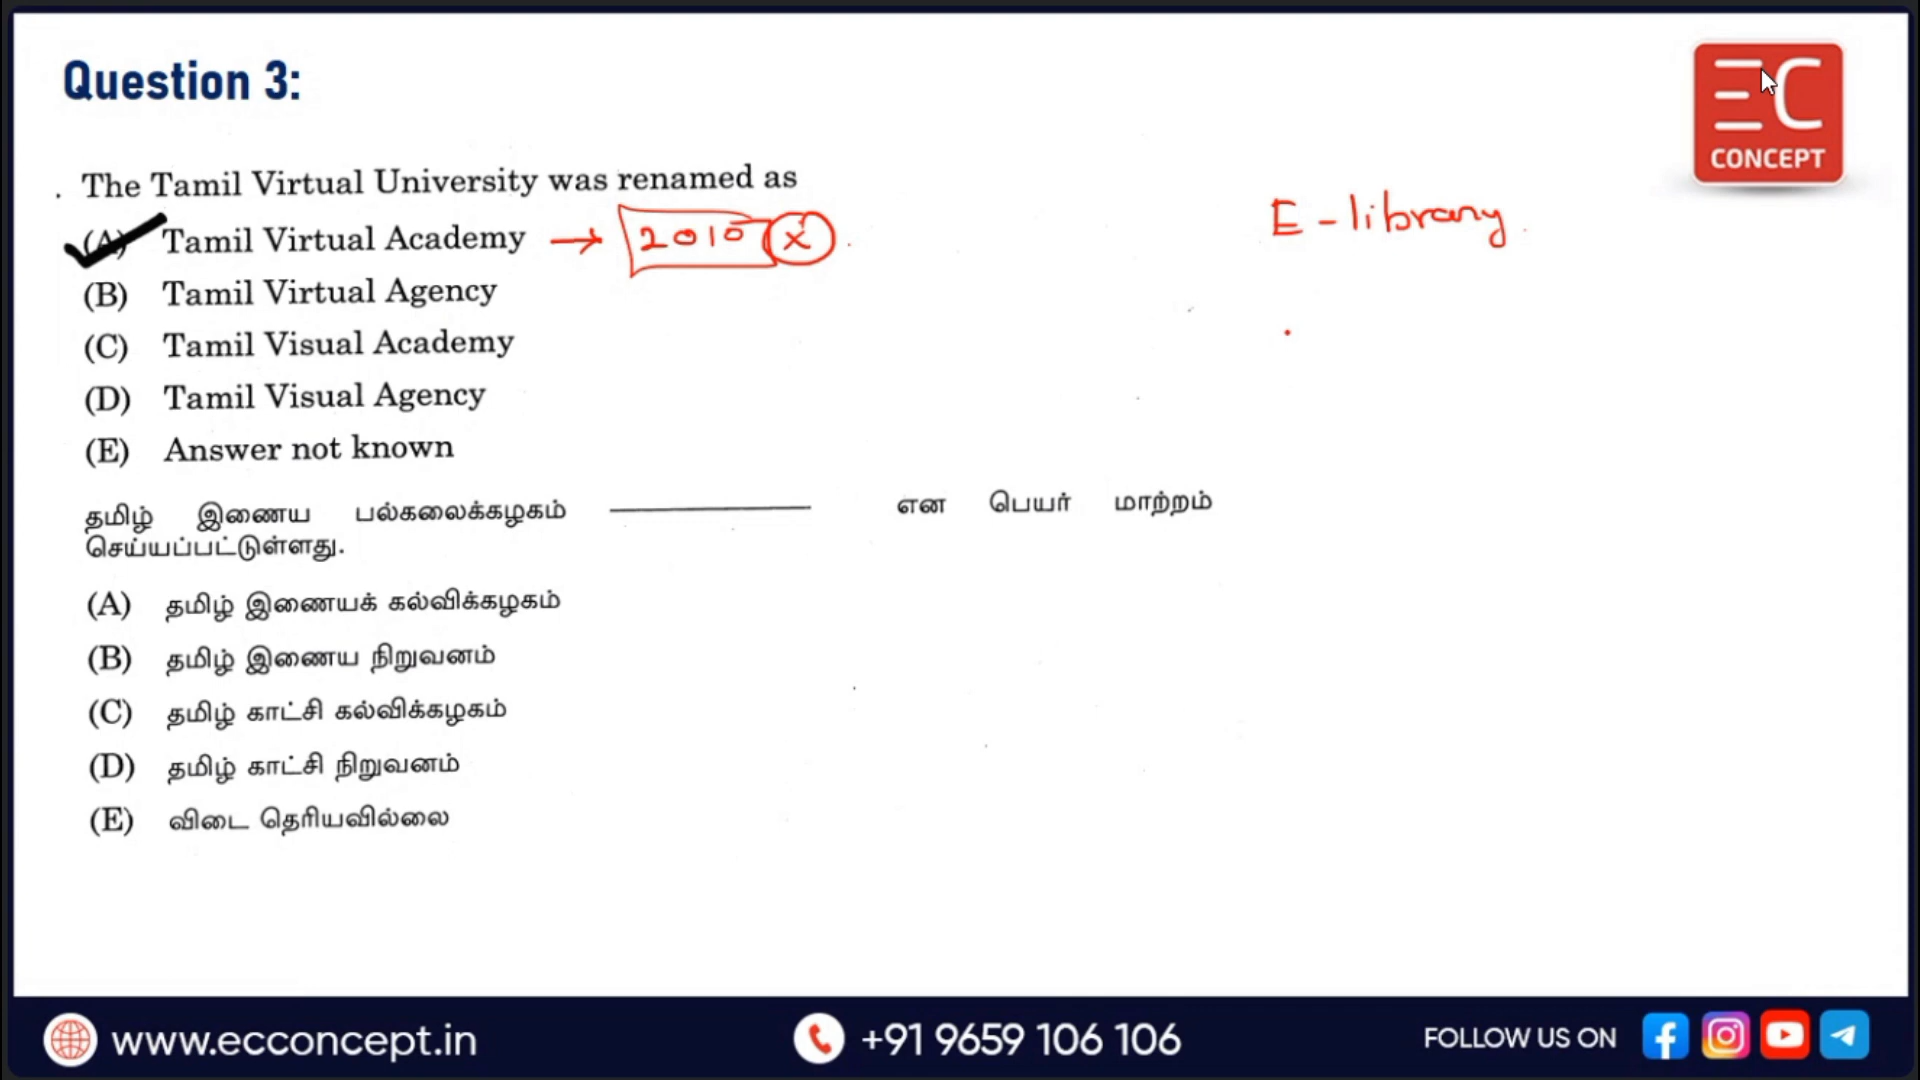 Question 3:
EC
CONCEPT
. The Tamil Virtual University was renamed as
E - library.
(A) Tamil Virtual Academy → 2010 x
(B) Tamil Virtual Agency
(C) Tamil Visual Academy
(D) Tamil Visual Agency
(E) Answer not known
தமிழ் இணைய பல்கலைக்கழகம் ____________ என பெயர் மாற்றம்
செய்யப்பட்டுள்ளது.
(A) தமிழ் இணையக் கல்விக்கழகம்
(B) தமிழ் இணைய நிறுவனம்
(C) தமிழ் காட்சி கல்விக்கழகம்
(D) தமிழ் காட்சி நிறுவனம்
(E) விடை தெரியவில்லை
www.ecconcept.in +91 9659 106 106 FOLLOW US ON